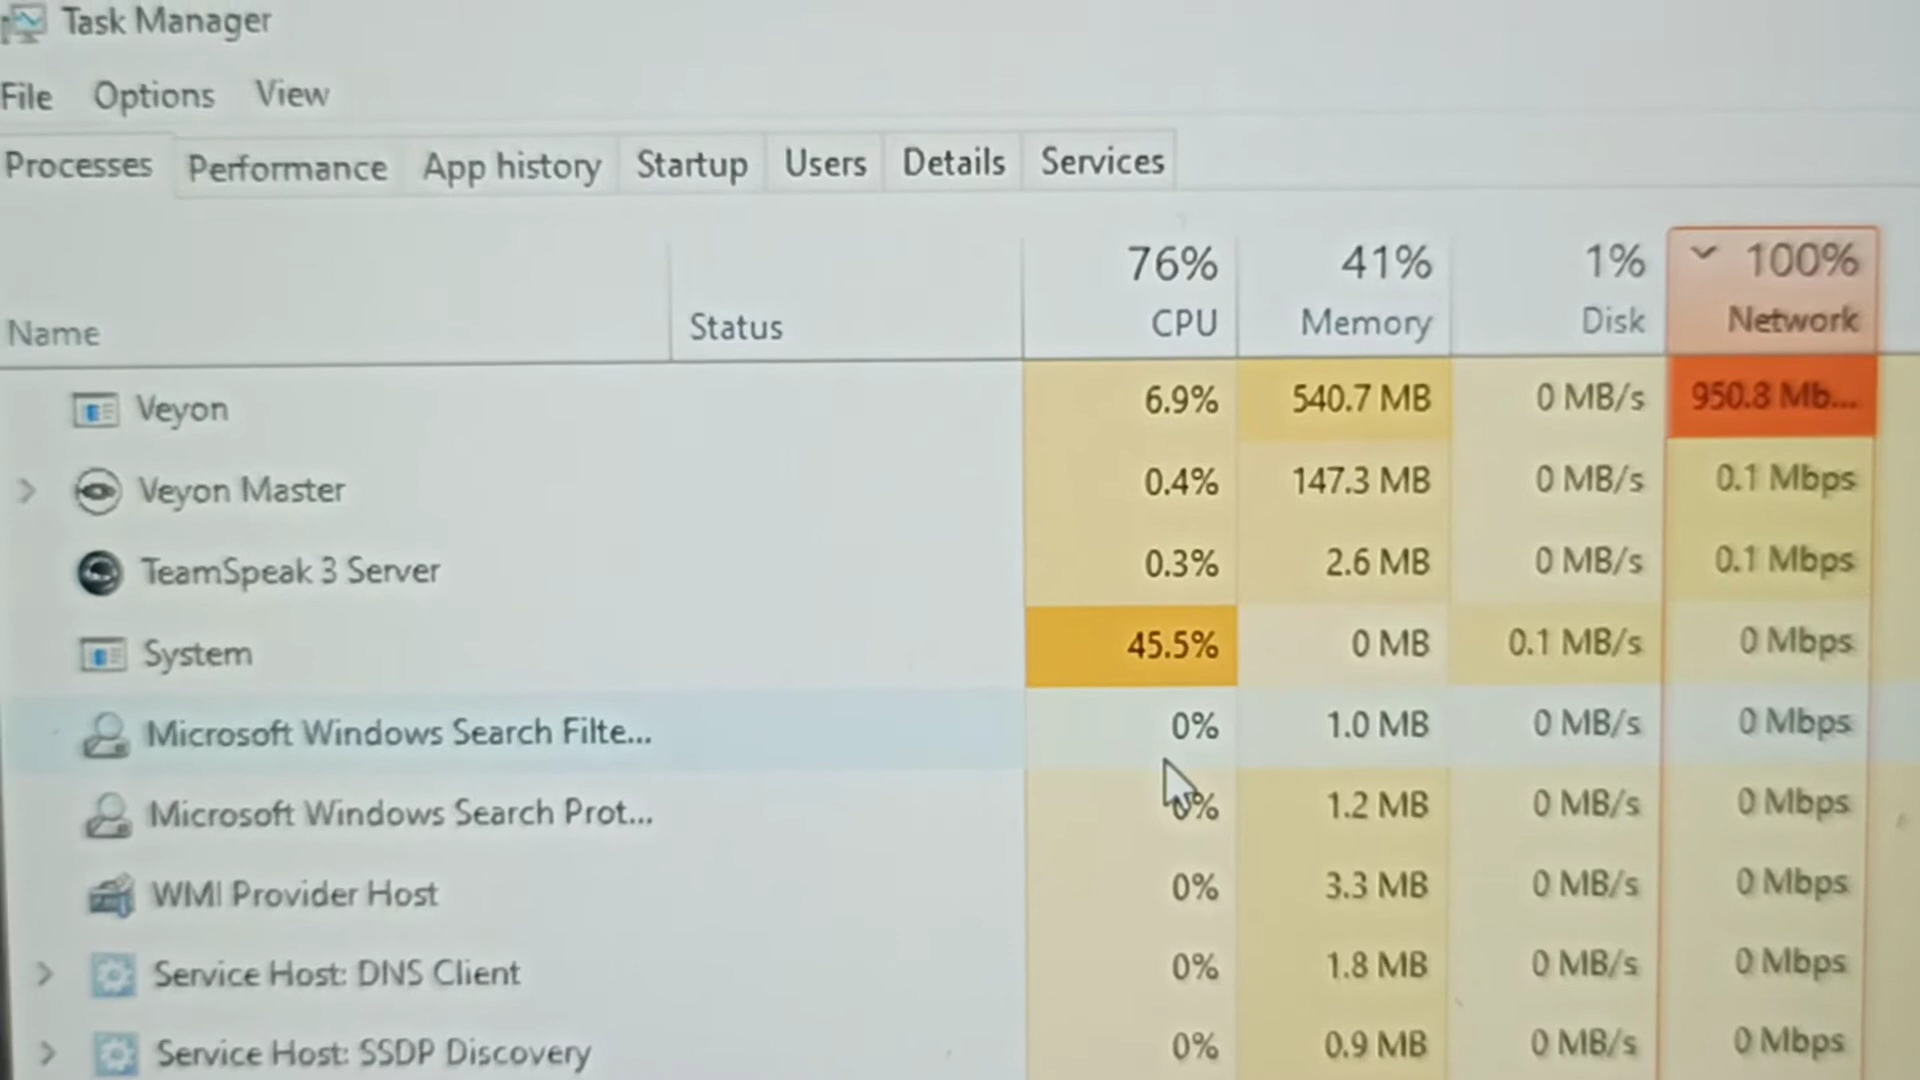 Task Manager
File Options View
Processes Performance App history Startup Users Details Services
76% 41% 1% 100%
Name Status CPU Memory Disk Network
Veyon 6.9% 540.7 MB 0 MB/s 950.8 Mb...
Veyon Master 0.4% 147.3 MB 0 MB/s 0.1 Mbps
TeamSpeak 3 Server 0.3% 2.6 MB 0 MB/s 0.1 Mbps
System 45.5% 0 MB 0.1 MB/s 0 Mbps
Microsoft Windows Search Filte... 0% 1.0 MB 0 MB/s 0 Mbps
Microsoft Windows Search Prot... 0% 1.2 MB 0 MB/s 0 Mbps
WMI Provider Host 0% 3.3 MB 0 MB/s 0 Mbps
Service Host: DNS Client 0% 1.8 MB 0 MB/s 0 Mbps
Service Host: SSDP Discovery 0% 0.9 MB 0 MB/s 0 Mbps